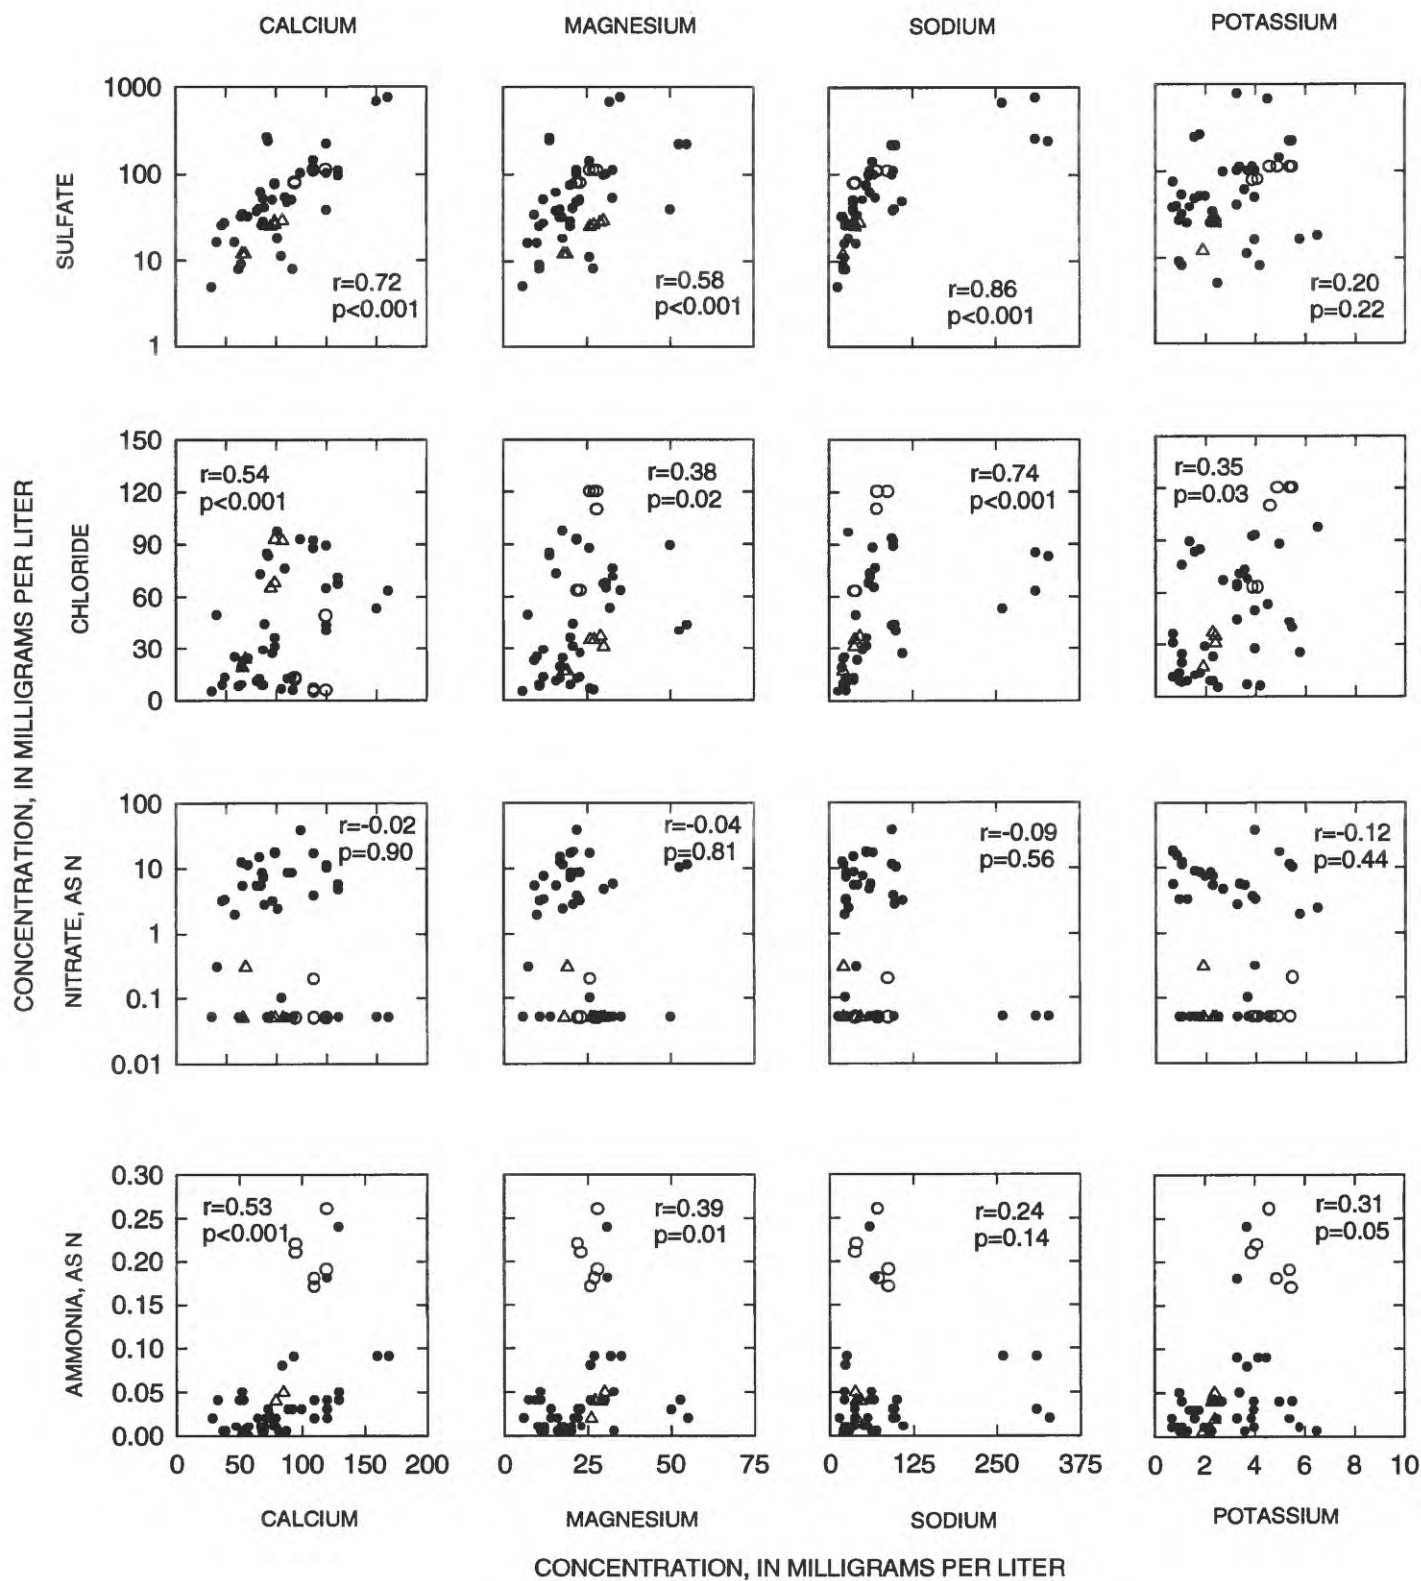 CALCIUM MAGNESIUM SODIUM POTASSIUM
CONCENTRATION, IN MILLIGRAMS PER LITER
SULFATE
1000
100
10
1
r=0.72
p<0.001
r=0.58
p<0.001
r=0.86
p<0.001
r=0.20
p=0.22
CHLORIDE
150
120
90
60
30
0
r=0.54
p<0.001
r=0.38
p=0.02
r=0.74
p<0.001
r=0.35
p=0.03
NITRATE, AS N
100
10
1
0.1
0.01
r=-0.02
p=0.90
r=-0.04
p=0.81
r=-0.09
p=0.56
r=-0.12
p=0.44
AMMONIA, AS N
0.30
0.25
0.20
0.15
0.10
0.05
0.00
r=0.53
p<0.001
r=0.39
p=0.01
r=0.24
p=0.14
r=0.31
p=0.05
0 50 100 150 200 0 25 50 75 0 125 250 375 0 2 4 6 8 10
CALCIUM MAGNESIUM SODIUM POTASSIUM
CONCENTRATION, IN MILLIGRAMS PER LITER